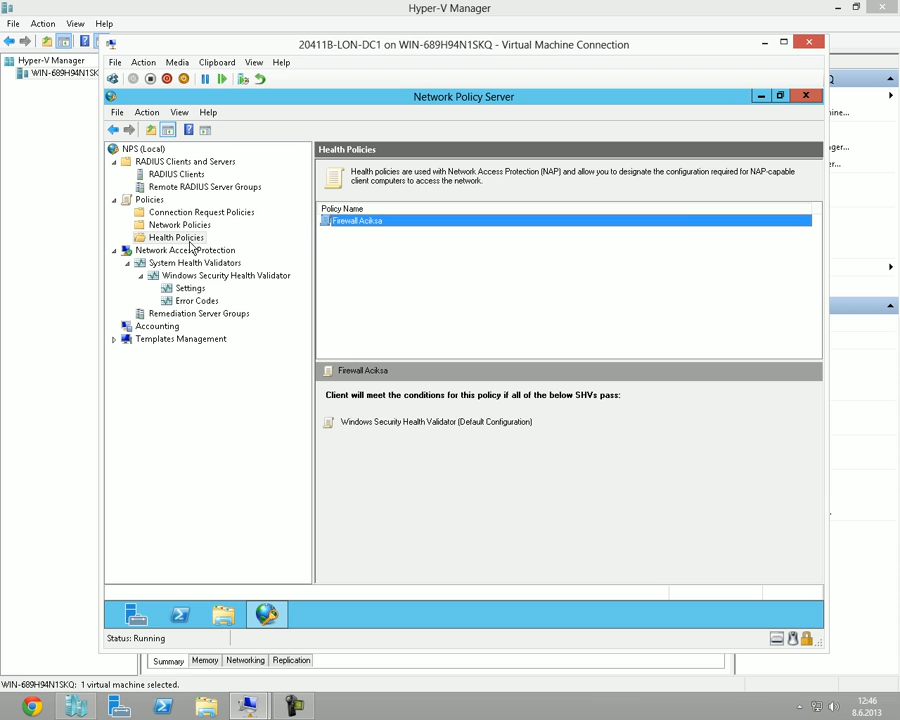 Hyper-V Manager
File Action View Help
Hyper-V Manager
WIN-689H94N1SK
20411B-LON-DC1 on WIN-689H94N1SKQ - Virtual Machine Connection
File Action Media Clipboard View Help
Network Policy Server
File Action View Help
NPS (Local)
RADIUS Clients and Servers
RADIUS Clients
Remote RADIUS Server Groups
Policies
Connection Request Policies
Network Policies
Health Policies
Network Access Protection
System Health Validators
Windows Security Health Validator
Settings
Error Codes
Remediation Server Groups
Accounting
Templates Management
Health Policies
Health policies are used with Network Access Protection (NAP) and allow you to designate the configuration required for NAP-capable
client computers to access the network.
Policy Name
Firewall Aciksa
Firewall Aciksa
Client will meet the conditions for this policy if all of the below SHVs pass:
Windows Security Health Validator (Default Configuration)
Q
ine...
ger...
r...
Status: Running
Summary Memory Networking Replication
WIN-689H94N1SKQ: 1 virtual machine selected.
12:46
8.6.2013